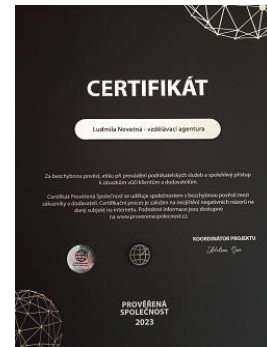 CERTIFIKÁT
Ludmila Novotná - vzdělávací agentura
Za bezchybnou pověst, etiku při provádění podnikatelských služeb a spolehlivý přístup
k závazkům vůči klientům a dodavatelům.
Certifikát Prověřená Společnost se uděluje společnostem s bezchybnou pověstí mezi
zákazníky a dodavateli. Certifikační proces je založen na nezjištění negativních názorů na
daný subjekt na internetu. Podrobné informace jsou dostupné
na www.proverenaspolecnost.cz.
KOORDINÁTOR PROJEKTU
PROVĚŘENÁ
SPOLEČNOST
2023